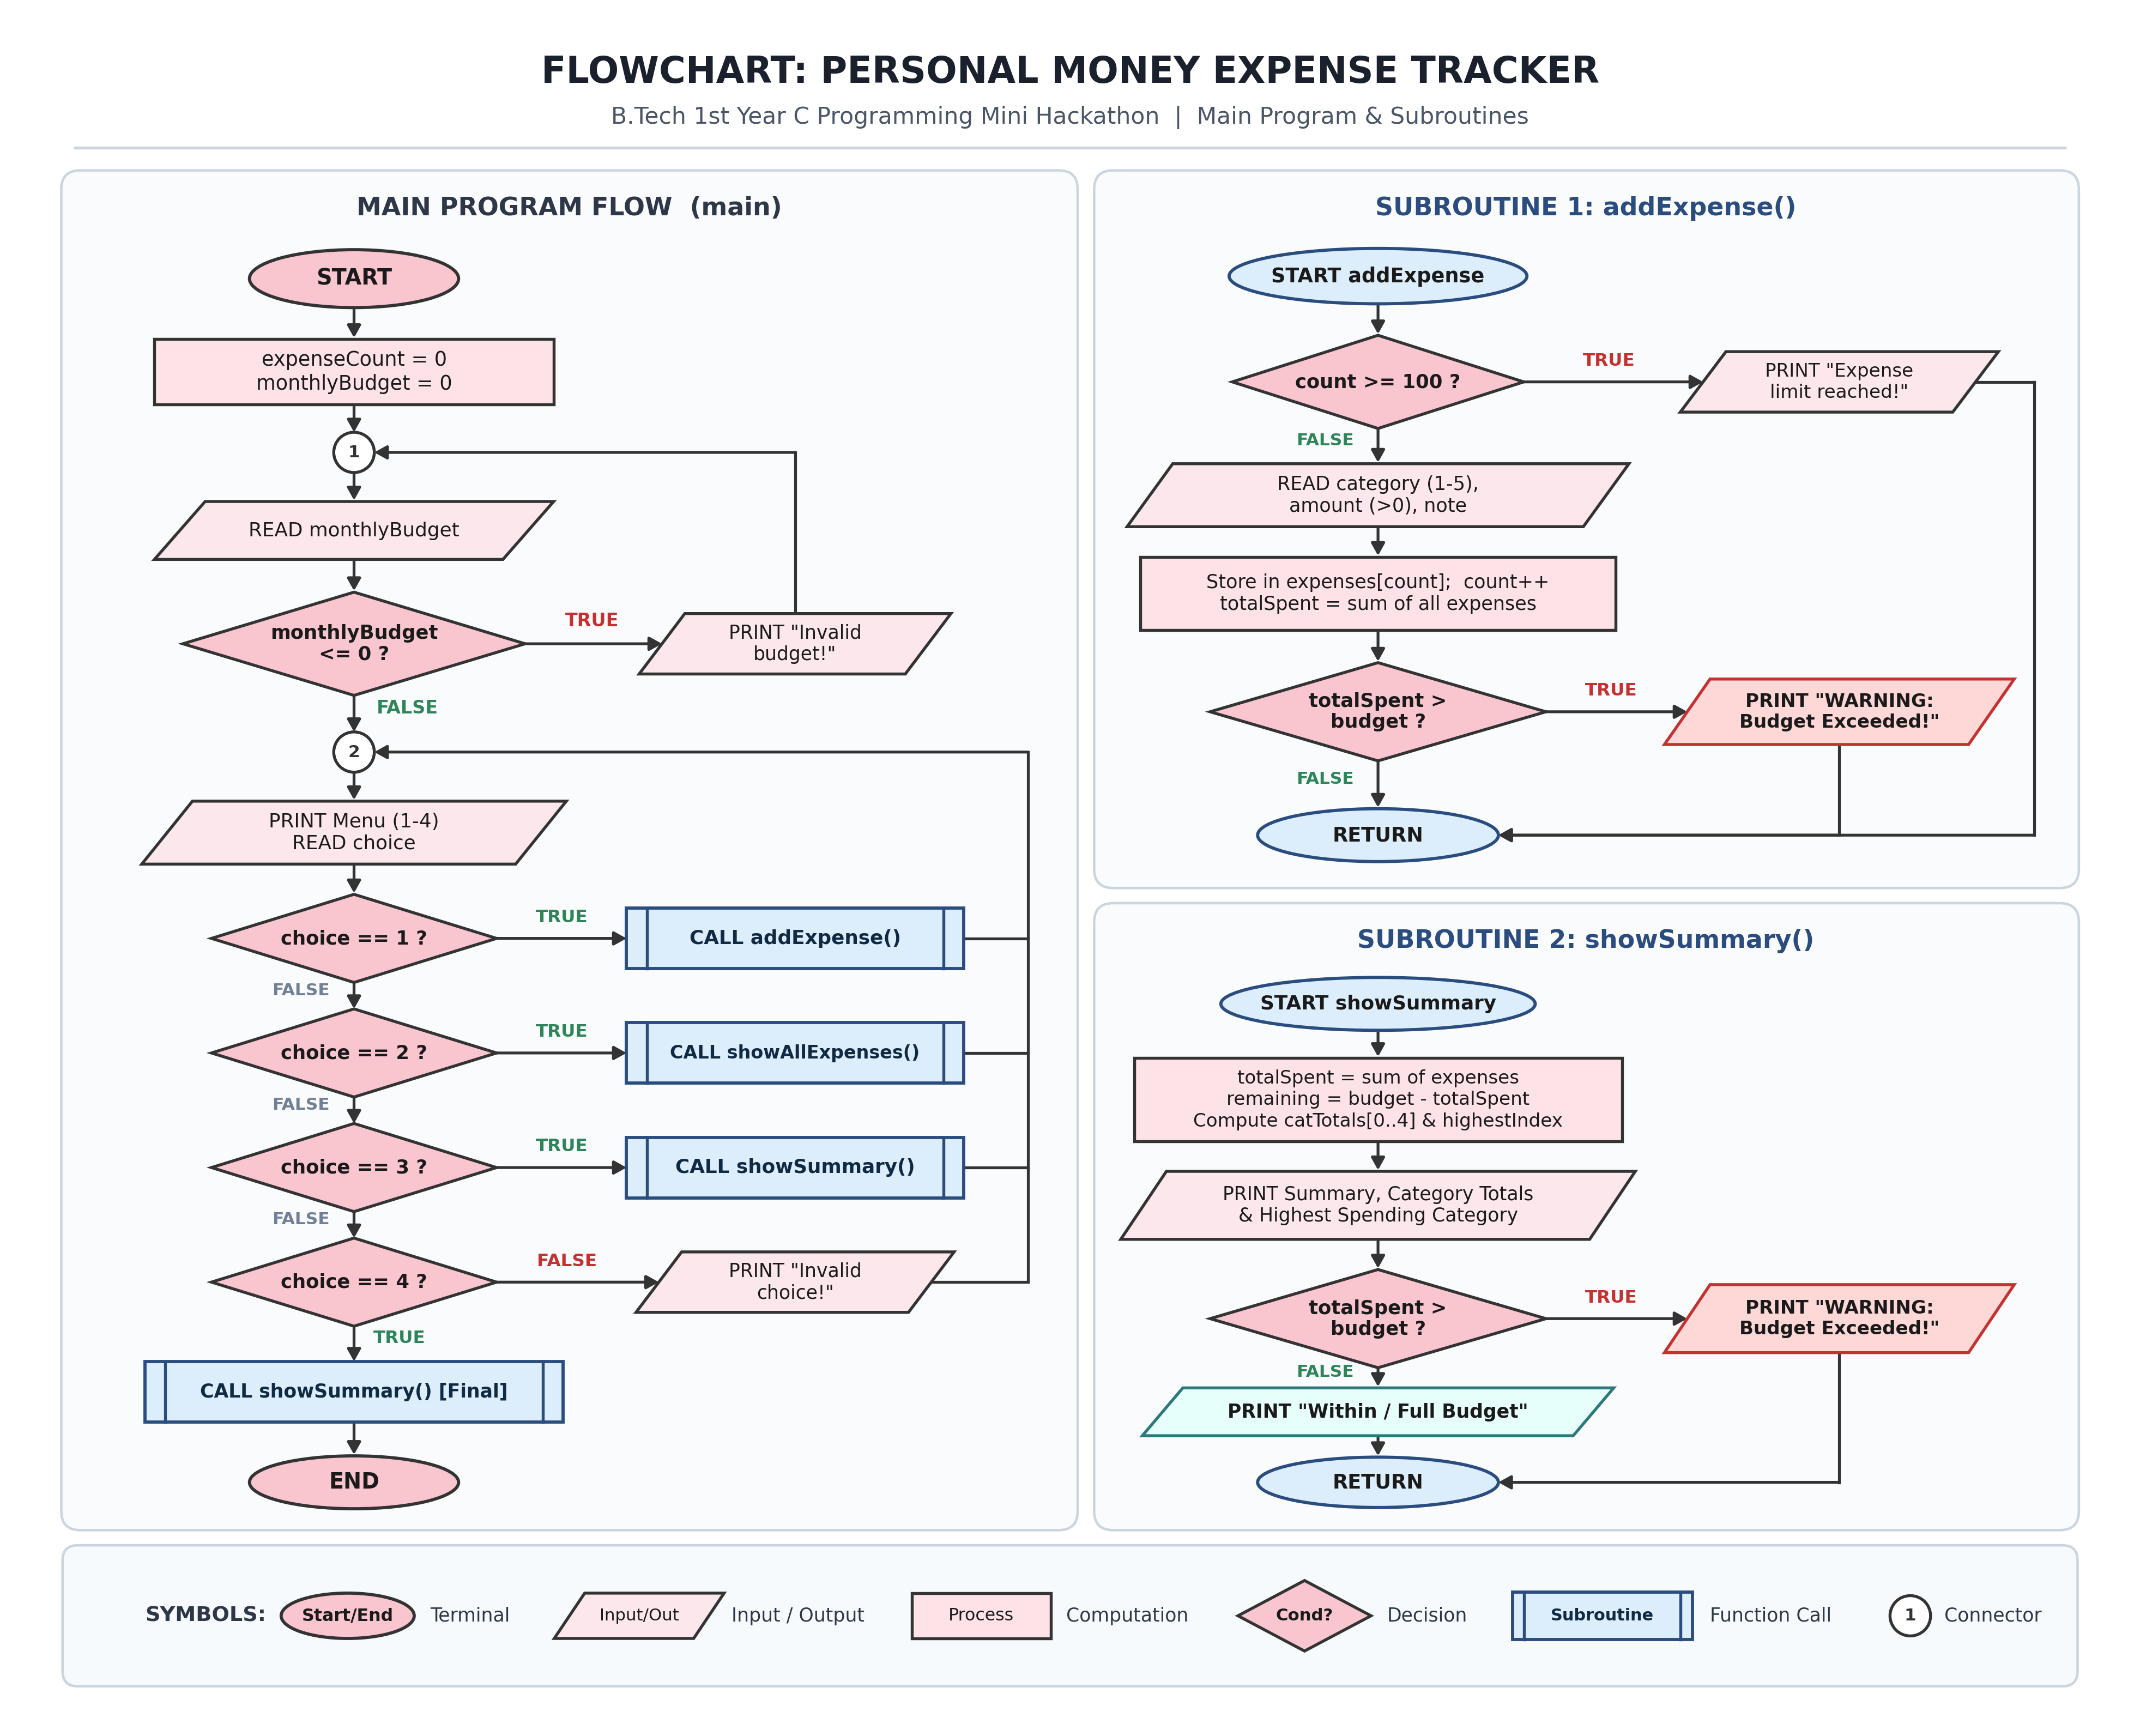 FLOWCHART: PERSONAL MONEY EXPENSE TRACKER
B.Tech 1st Year C Programming Mini Hackathon | Main Program & Subroutines
MAIN PROGRAM FLOW (main)
START
expenseCount = 0
monthlyBudget = 0
1
READ monthlyBudget
monthlyBudget
<= 0 ?
TRUE
PRINT "Invalid
budget!"
FALSE
2
PRINT Menu (1-4)
READ choice
choice == 1 ?
TRUE
CALL addExpense()
FALSE
choice == 2 ?
TRUE
CALL showAllExpenses()
FALSE
choice == 3 ?
TRUE
CALL showSummary()
FALSE
choice == 4 ?
FALSE
PRINT "Invalid
choice!"
TRUE
CALL showSummary() [Final]
END
SUBROUTINE 1: addExpense()
START addExpense
count >= 100 ?
TRUE
PRINT "Expense
limit reached!"
FALSE
READ category (1-5),
amount (>0), note
Store in expenses[count]; count++
totalSpent = sum of all expenses
totalSpent >
budget ?
TRUE
PRINT "WARNING:
Budget Exceeded!"
FALSE
RETURN
SUBROUTINE 2: showSummary()
START showSummary
totalSpent = sum of expenses
remaining = budget - totalSpent
Compute catTotals[0..4] & highestIndex
PRINT Summary, Category Totals
& Highest Spending Category
totalSpent >
budget ?
TRUE
PRINT "WARNING:
Budget Exceeded!"
FALSE
PRINT "Within / Full Budget"
RETURN
SYMBOLS:
Start/End
Terminal
Input/Out
Input / Output
Process
Computation
Cond?
Decision
Subroutine
Function Call
1
Connector